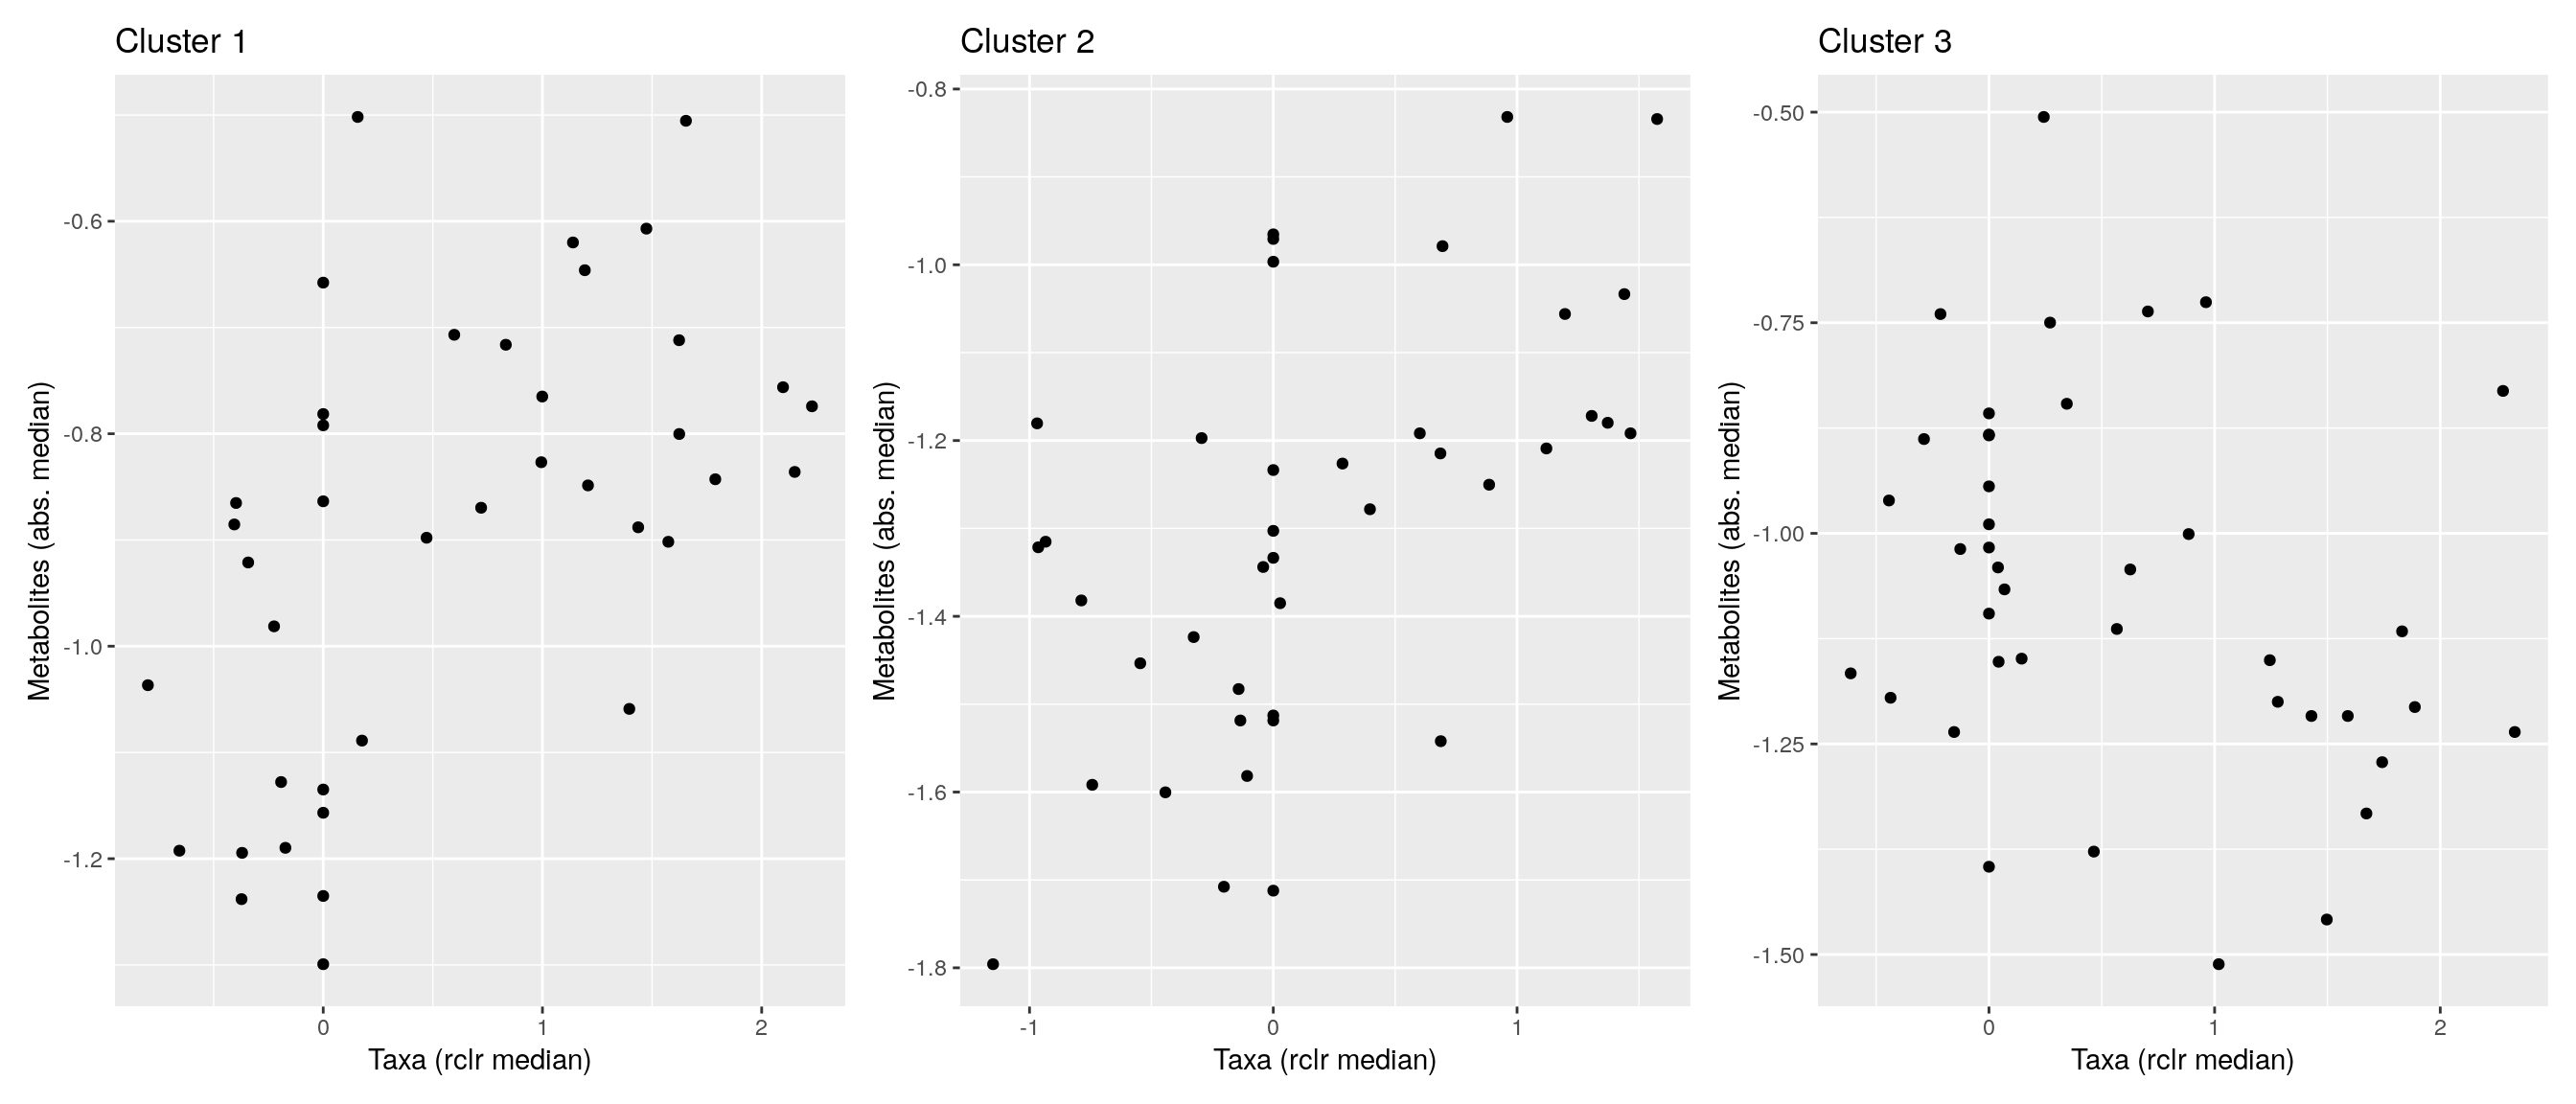 Cluster 1
Cluster 2
Cluster 3
Metabolites (abs. median)
-0.6
-0.8
-1.0
-1.2
0
1
2
Taxa (rclr median)
Metabolites (abs. median)
-0.8
-1.0
-1.2
-1.4
-1.6
-1.8
-1
0
1
Taxa (rclr median)
Metabolites (abs. median)
-0.50
-0.75
-1.00
-1.25
-1.50
0
1
2
Taxa (rclr median)